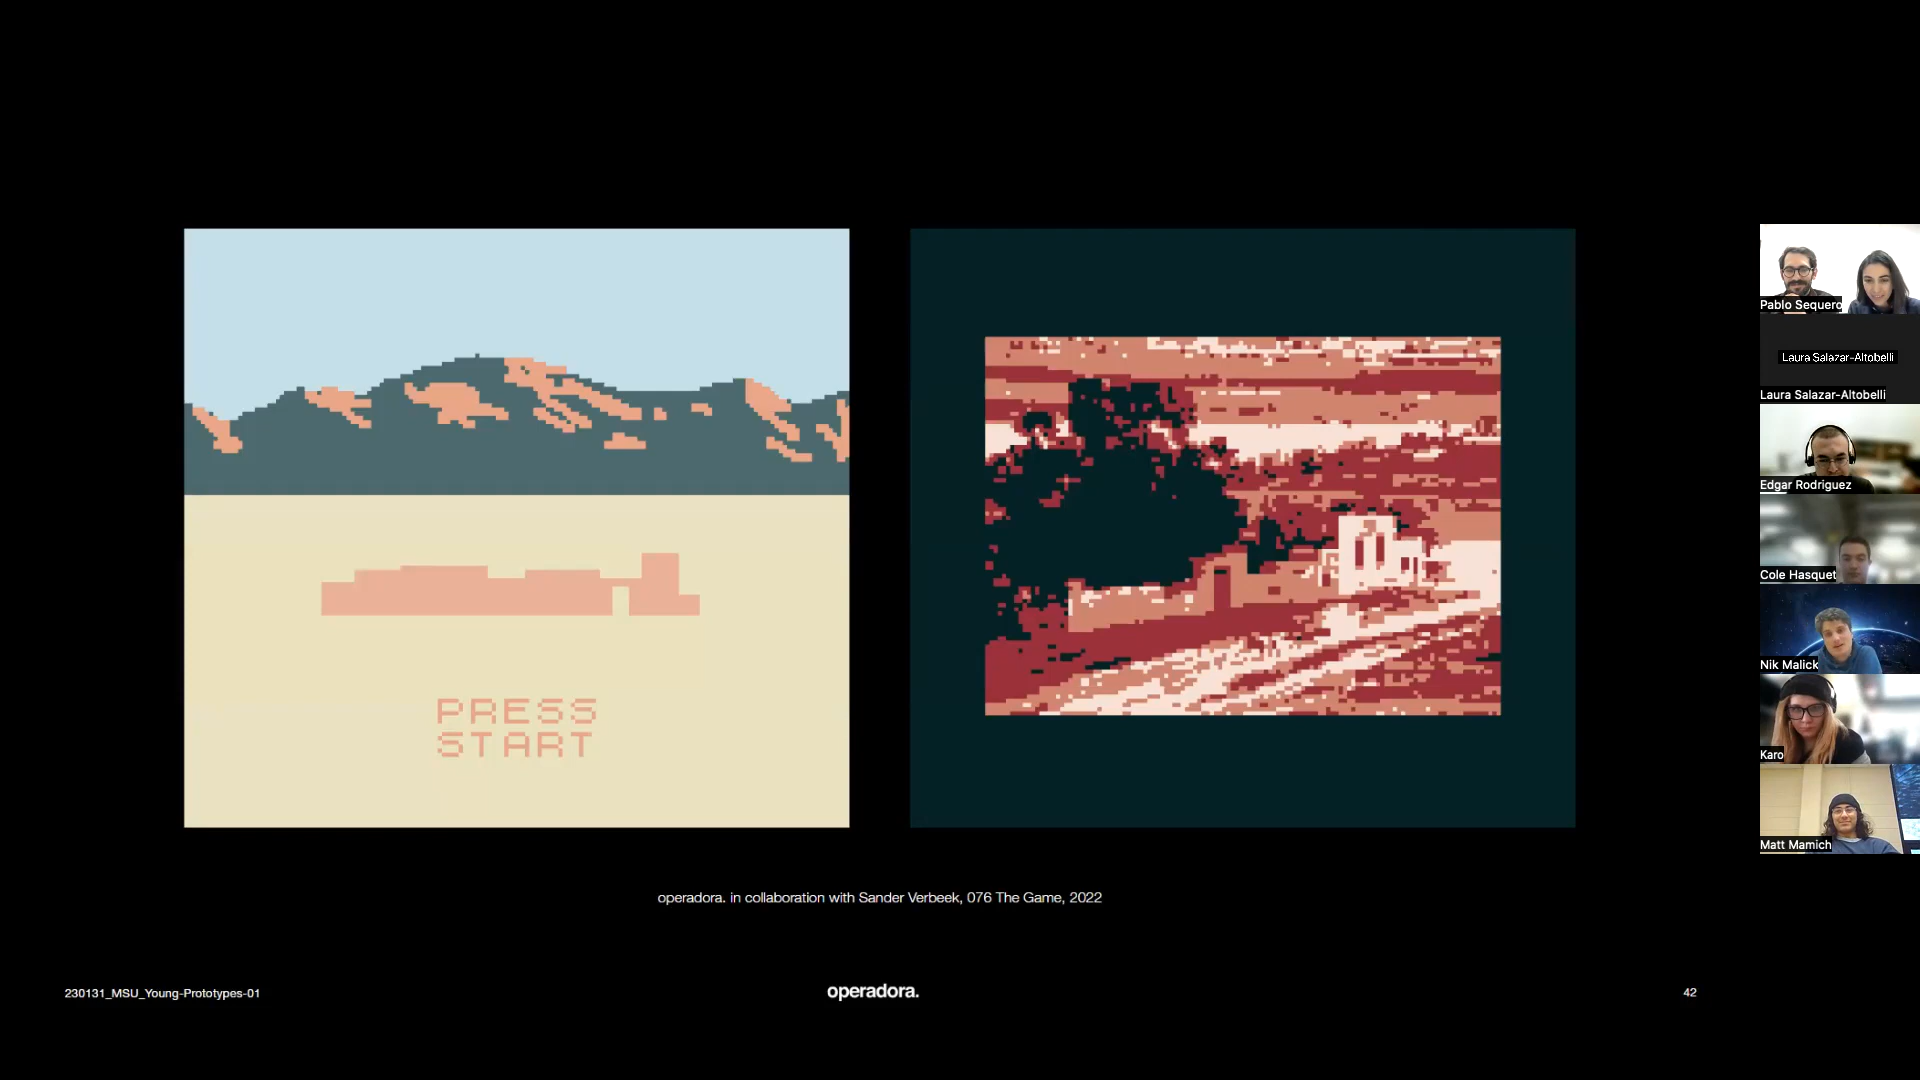 PRESS
START
Pablo Sequero
Laura Salazar-Altobelli
Laura Salazar-Altobelli
Edgar Rodriguez
Cole Hasquet
Nik Malick
Karo
Matt Mamich
operadora. in collaboration with Sander Verbeek, 076 The Game, 2022
230131_MSU_Young-Prototypes-01
operadora.
42